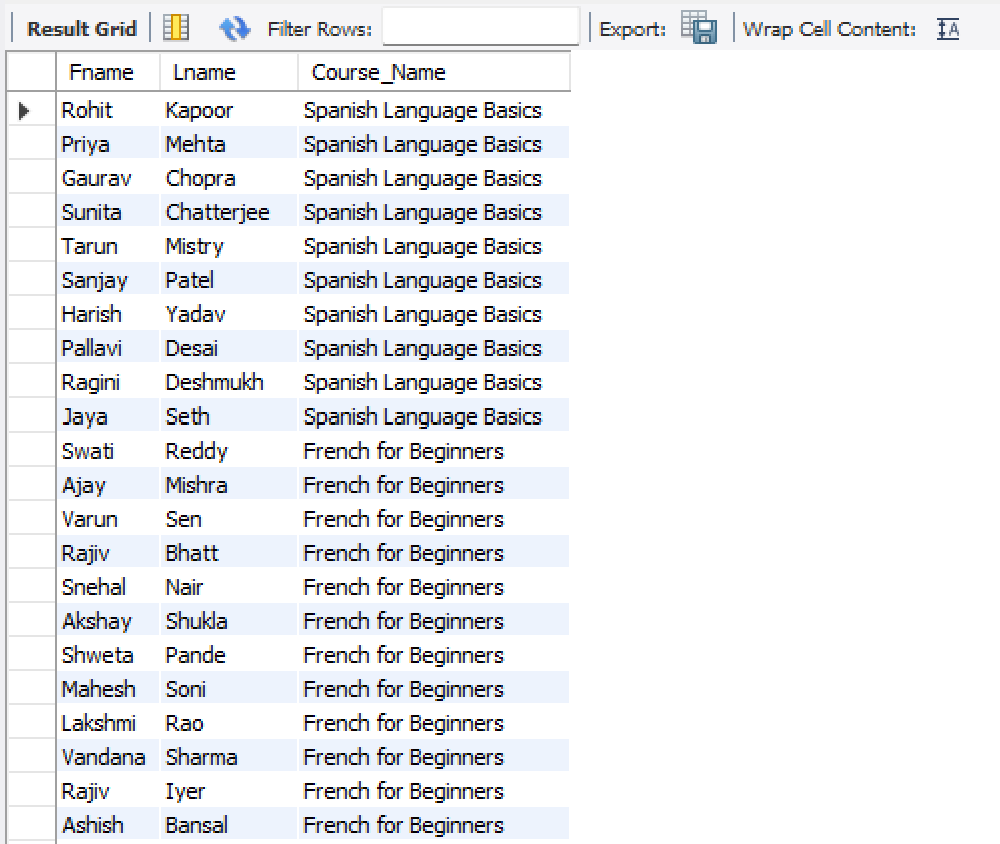 Result Grid Filter Rows: Export: Wrap Cell Content: IA
Fname Lname Course_Name
Rohit Kapoor Spanish Language Basics
Priya Mehta Spanish Language Basics
Gaurav Chopra Spanish Language Basics
Sunita Chatterjee Spanish Language Basics
Tarun Mistry Spanish Language Basics
Sanjay Patel Spanish Language Basics
Harish Yadav Spanish Language Basics
Pallavi Desai Spanish Language Basics
Ragini Deshmukh Spanish Language Basics
Jaya Seth Spanish Language Basics
Swati Reddy French for Beginners
Ajay Mishra French for Beginners
Varun Sen French for Beginners
Rajiv Bhatt French for Beginners
Snehal Nair French for Beginners
Akshay Shukla French for Beginners
Shweta Pande French for Beginners
Mahesh Soni French for Beginners
Lakshmi Rao French for Beginners
Vandana Sharma French for Beginners
Rajiv Iyer French for Beginners
Ashish Bansal French for Beginners